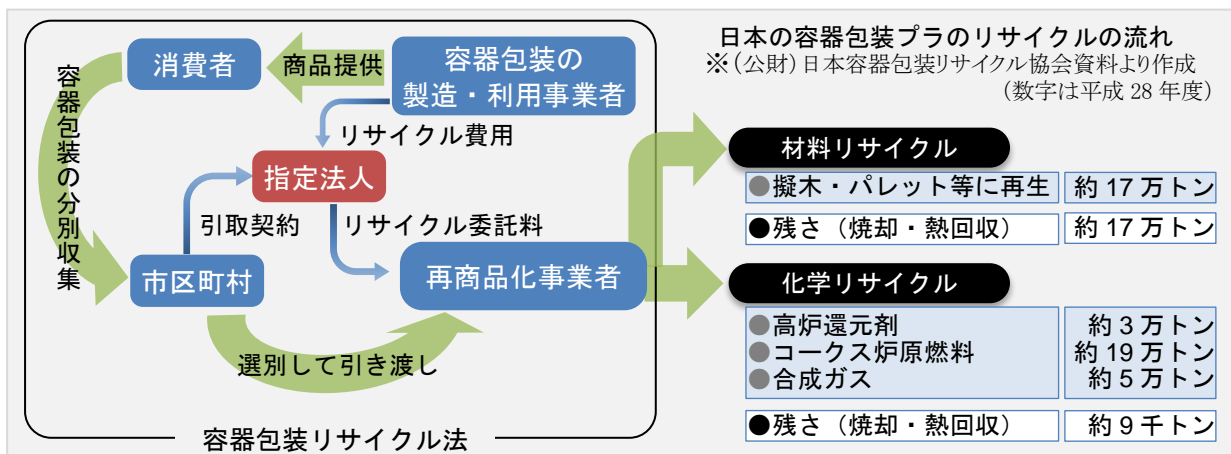 日本の容器包装プラのリサイクルの流れ
※(公財)日本容器包装リサイクル協会資料より作成
(数字は平成 28 年度)
消費者
商品提供
容器包装の
製造・利用事業者
容器包装の分別収集
リサイクル費用
指定法人
引取契約
リサイクル委託料
市区町村
再商品化事業者
選別して引き渡し
容器包装リサイクル法
材料リサイクル
●擬木・パレット等に再生 約 17 万トン
●残さ(焼却・熱回収) 約 17 万トン
化学リサイクル
●高炉還元剤 約 3 万トン
●コークス炉原燃料 約 19 万トン
●合成ガス 約 5 万トン
●残さ(焼却・熱回収) 約 9 千トン